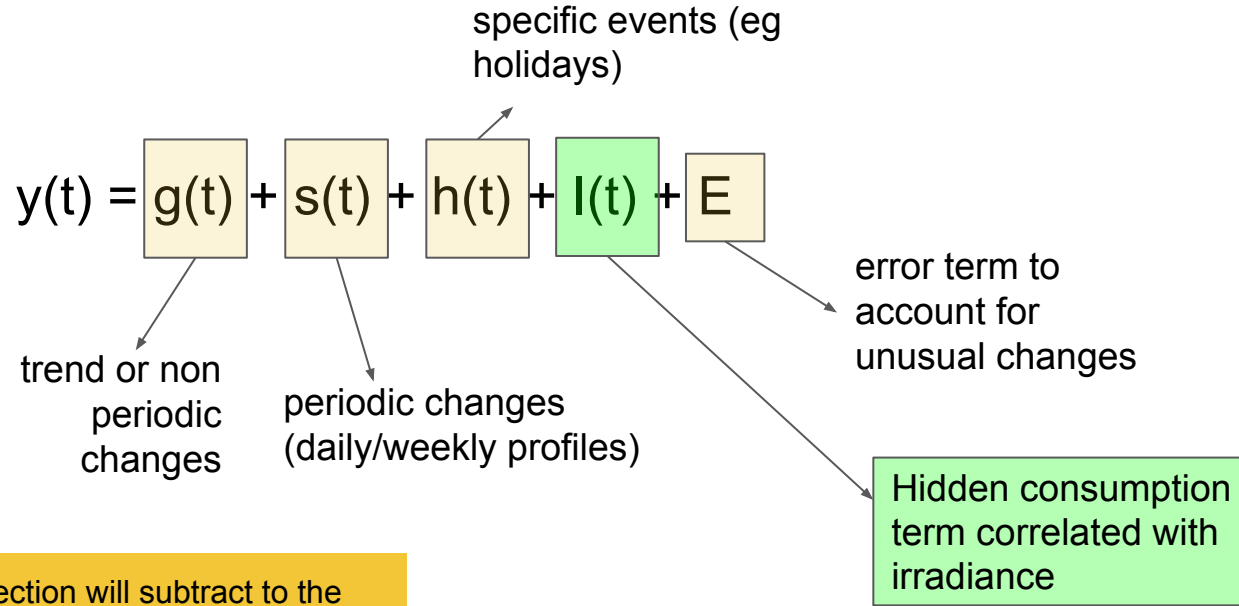 specific events (eg
holidays)
y(t) = g(t) + s(t) + h(t) + I(t) + E
error term to
account for
unusual changes
trend or non
periodic
changes
periodic changes
(daily/weekly profiles)
Hidden consumption
term correlated with
irradiance
ection will subtract to the